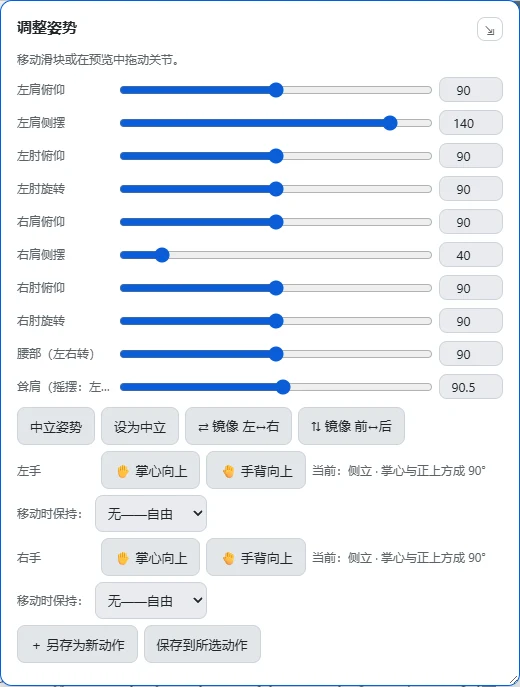 调整姿势
移动滑块或在预览中拖动关节。
左肩俯仰 90
左肩侧摆 140
左肘俯仰 90
左肘旋转 90
右肩俯仰 90
右肩侧摆 40
右肘俯仰 90
右肘旋转 90
腰部（左右转） 90
耸肩（摇摆：左... 90.5
中立姿势 设为中立 ⇄ 镜像 左↔右 ⇅ 镜像 前↔后
左手 掌心向上 手背向上 当前：侧立 · 掌心与正上方成 90°
移动时保持： 无——自由
右手 掌心向上 手背向上 当前：侧立 · 掌心与正上方成 90°
移动时保持： 无——自由
+ 另存为新动作 保存到所选动作